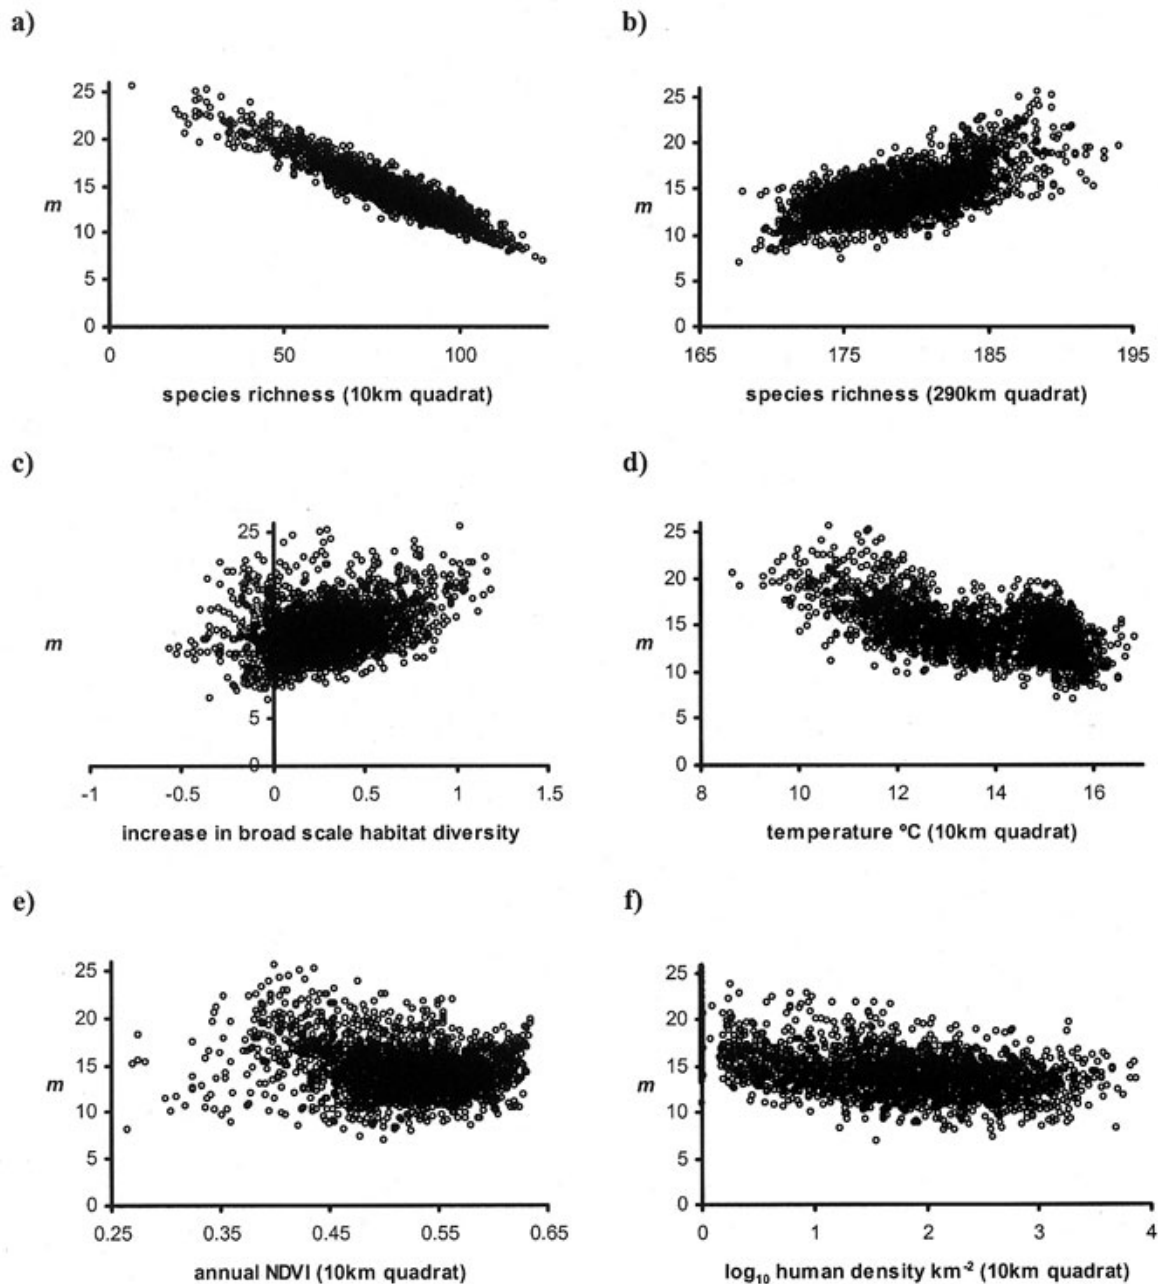 a)
25
20
15
m
10
5
0
0 50 100
species richness (10km quadrat)
b)
25
20
15
m
10
5
0
165 175 185 195
species richness (290km quadrat)
c)
25
m
5
0
-1 -0.5 0 0.5 1 1.5
increase in broad scale habitat diversity
d)
25
20
15
m
10
5
0
8 10 12 14 16
temperature ºC (10km quadrat)
e)
25
20
15
m
10
5
0
0.25 0.35 0.45 0.55 0.65
annual NDVI (10km quadrat)
f)
25
20
15
m
10
5
0
0 1 2 3 4
log₁₀ human density km⁻² (10km quadrat)